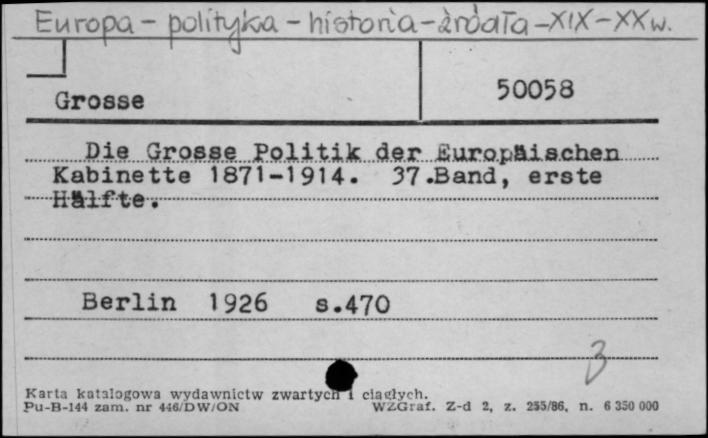 Europa - polityka - historia - źródła - XIX - XX w.
Grosse
50058
Die Grosse Politik der Europäischen
Kabinette 1871-1914. 37.Band, erste
Hälfte.
Berlin 1926 s.470
3
Karta katalogowa wydawnictw zwartych i ciągłych.
Pu-B-144 zam. nr 446/DW/ON
WZGraf. Z-d 2, z. 255/86, n. 6 350 000